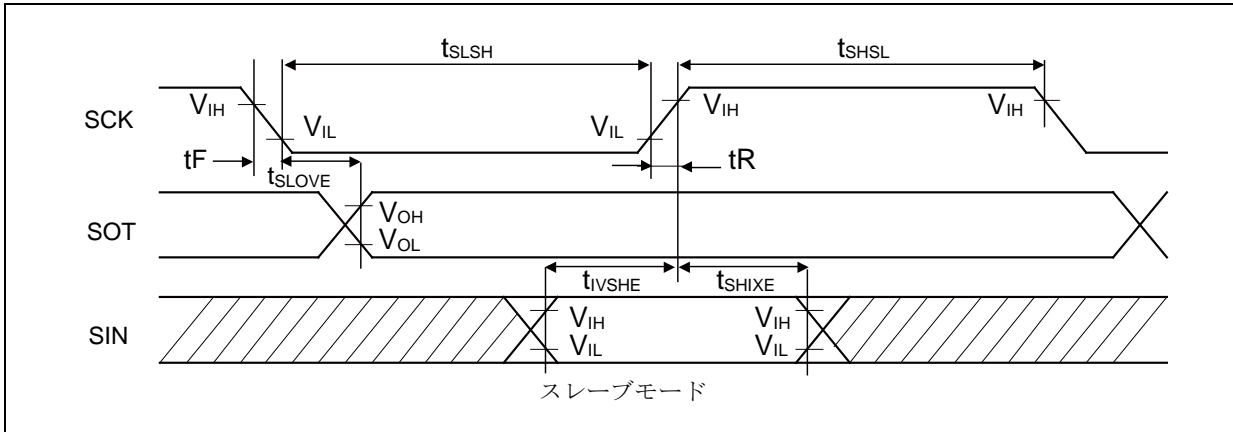 tSLSH
tSHSL
SCK
VIH
VIL
VIL
VIH
VIH
tF
tSLOVE
tR
SOT
VOH
VOL
tIVSHE
tSHIXE
SIN
VIH
VIL
VIH
VIL
スレーブモード